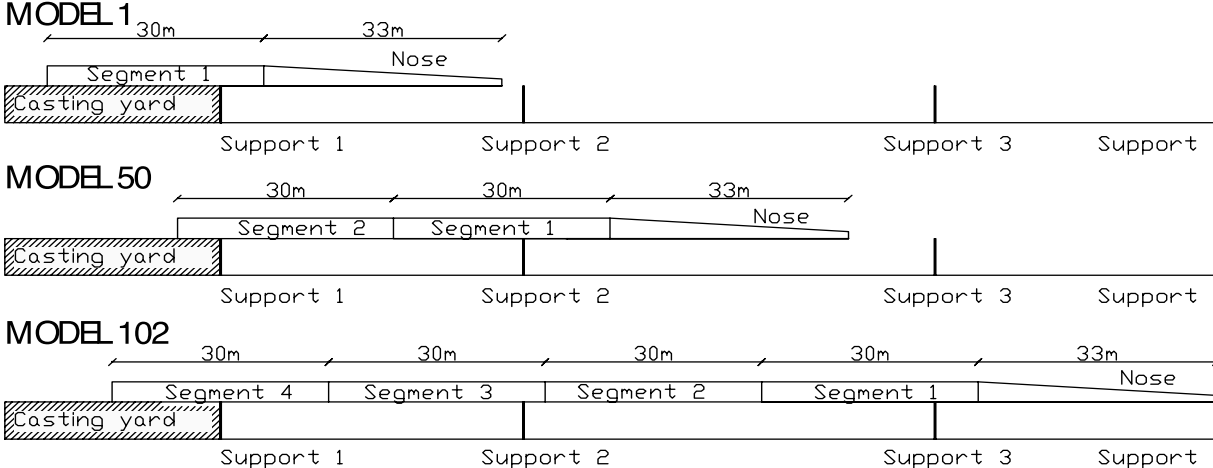 MODEL 1
30m 33m
Nose
Segment 1
Casting yard
Support 1 Support 2 Support 3 Support
MODEL 50
30m 30m 33m
Nose
Segment 2 Segment 1
Casting yard
Support 1 Support 2 Support 3 Support
MODEL 102
30m 30m 30m 30m 33m
Nose
Segment 4 Segment 3 Segment 2 Segment 1
Casting yard
Support 1 Support 2 Support 3 Support